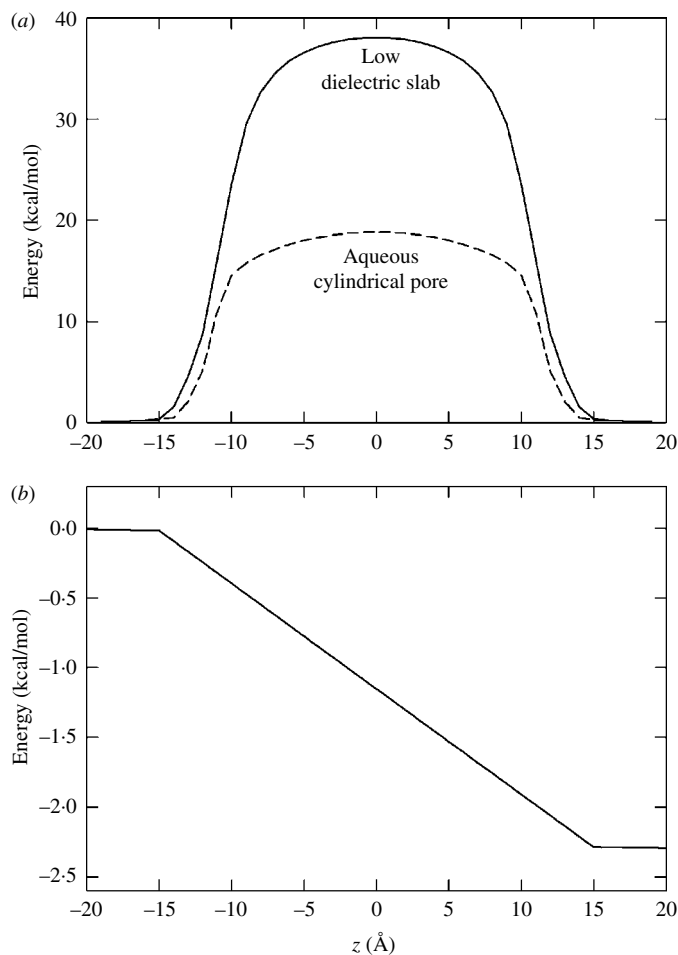 (a)
40
30
20
10
0
Energy (kcal/mol)
Low
dielectric slab
Aqueous
cylindrical pore
–20 –15 –10 –5 0 5 10 15 20
(b)
0·0
–0·5
–1·0
–1·5
–2·0
–2·5
Energy (kcal/mol)
–20 –15 –10 –5 0 5 10 15 20
z (Å)